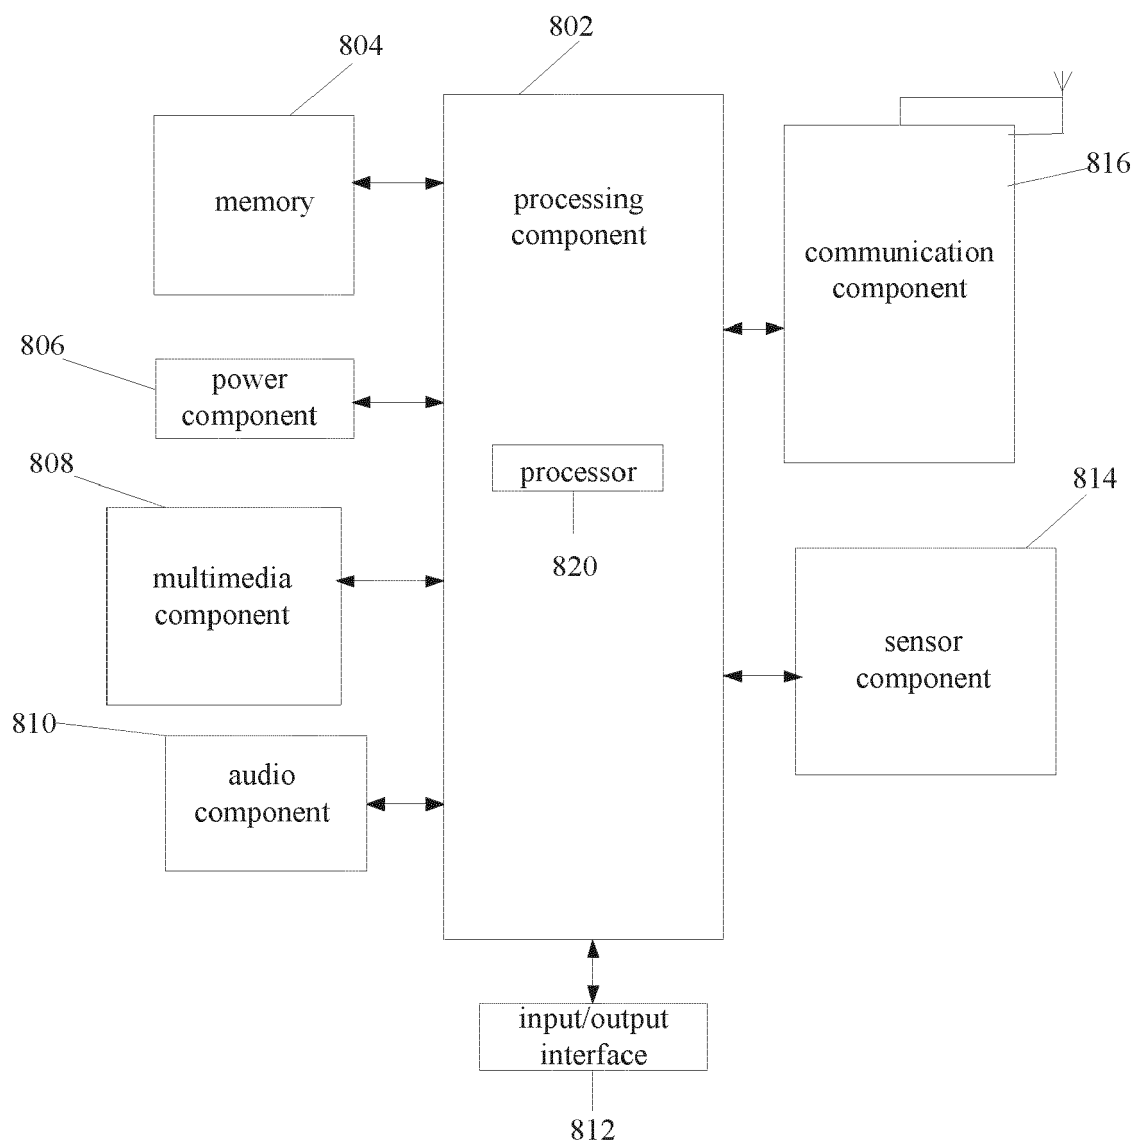 802
804
memory
processing
component
816
communication
component
806
power
component
808
processor
820
814
multimedia
component
sensor
component
810
audio
component
input/output
interface
812